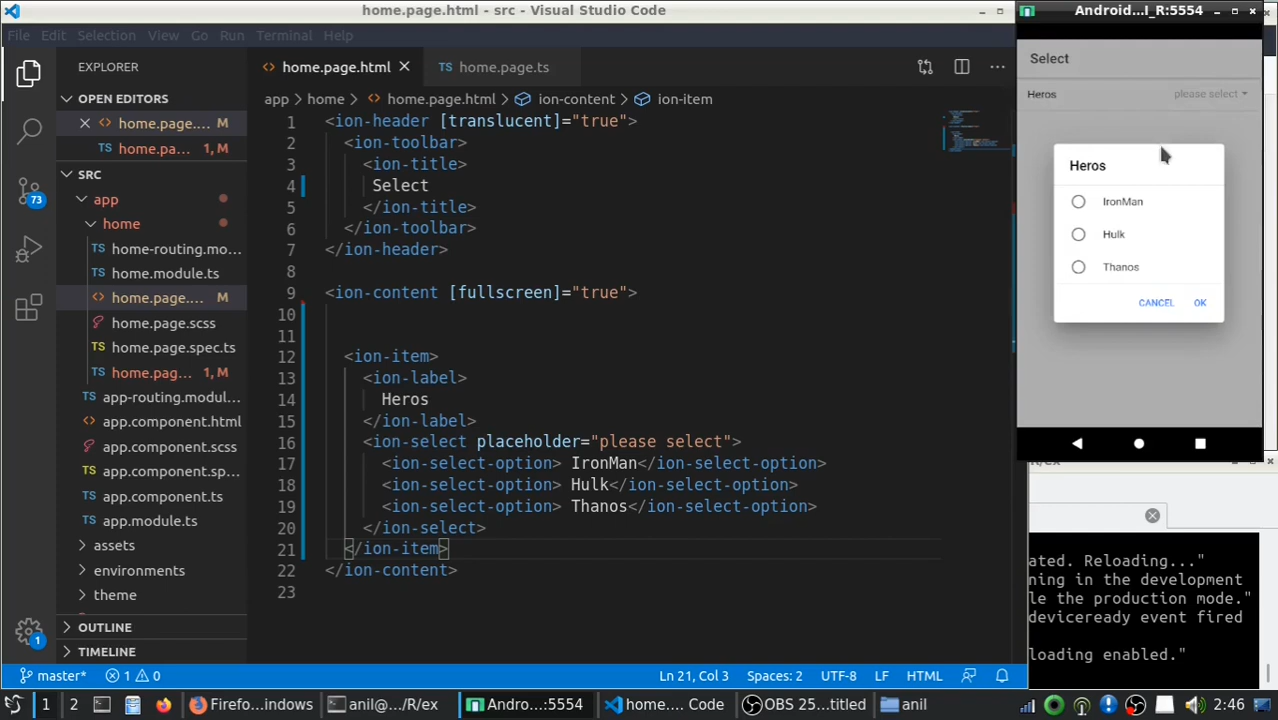 home.page.html - src - Visual Studio Code
File Edit Selection View Go Run Terminal Help
EXPLORER
OPEN EDITORS
home.page.... M
home.pa... 1, M
SRC
app
home
home-routing.mo...
home.module.ts
home.page.... M
home.page.scss
home.page.spec.ts
home.pag... 1, M
app-routing.modul...
app.component.html
app.component.scss
app.component.sp...
app.component.ts
app.module.ts
assets
environments
theme
OUTLINE
TIMELINE
73
1
home.page.html
home.page.ts
app > home > home.page.html > ion-content > ion-item
1 <ion-header [translucent]="true">
2 <ion-toolbar>
3 <ion-title>
4 Select
5 </ion-title>
6 </ion-toolbar>
7 </ion-header>
8
9 <ion-content [fullscreen]="true">
10
11
12 <ion-item>
13 <ion-label>
14 Heros
15 </ion-label>
16 <ion-select placeholder="please select">
17 <ion-select-option> IronMan</ion-select-option>
18 <ion-select-option> Hulk</ion-select-option>
19 <ion-select-option> Thanos</ion-select-option>
20 </ion-select>
21 </ion-item>
22 </ion-content>
23
Android...I_R:5554
Select
Heros please select
Heros
IronMan
Hulk
Thanos
CANCEL OK
ated. Reloading..."
ning in the development
le the production mode."
deviceready event fired
loading enabled."
master* 1 0 Ln 21, Col 3 Spaces: 2 UTF-8 LF HTML
1 2 Firefo...indows anil@.../R/ex Andro...:5554 home.... Code OBS 25...titled anil 2:46